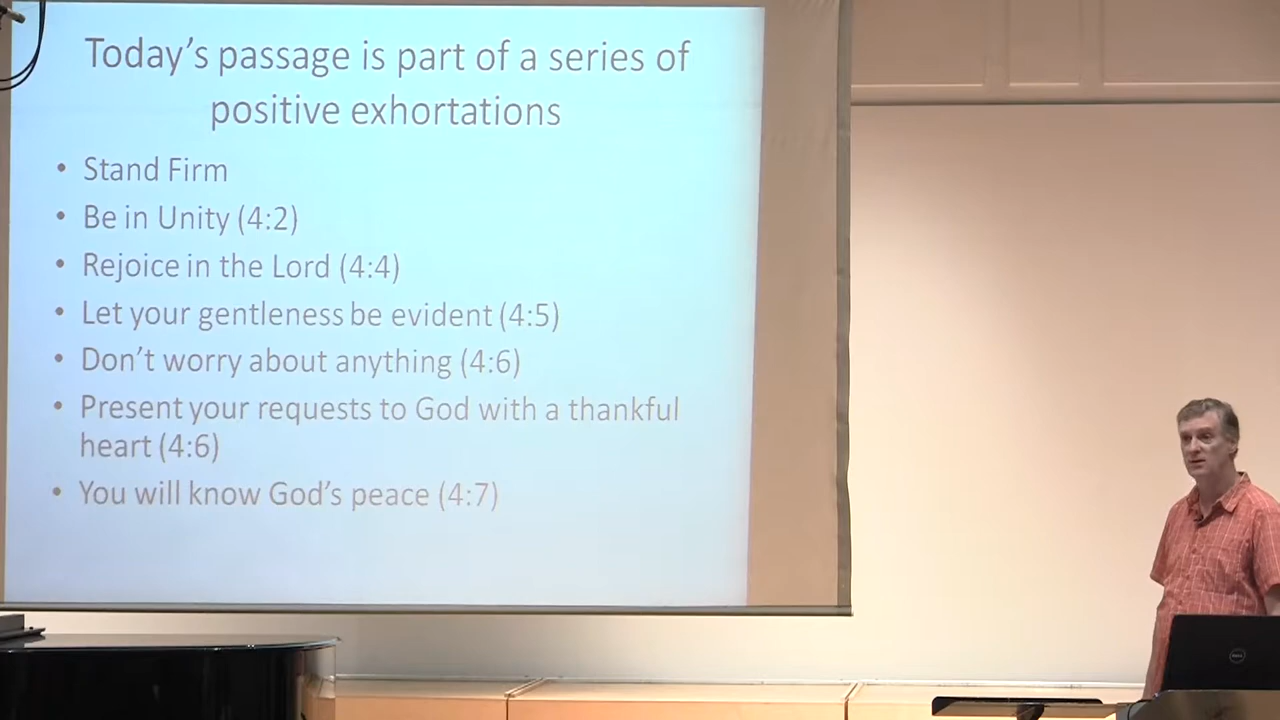 Today's passage is part of a series of
positive exhortations
• Stand Firm
• Be in Unity (4:2)
• Rejoice in the Lord (4:4)
• Let your gentleness be evident (4:5)
• Don't worry about anything (4:6)
• Present your requests to God with a thankful
heart (4:6)
• You will know God's peace (4:7)
DELL